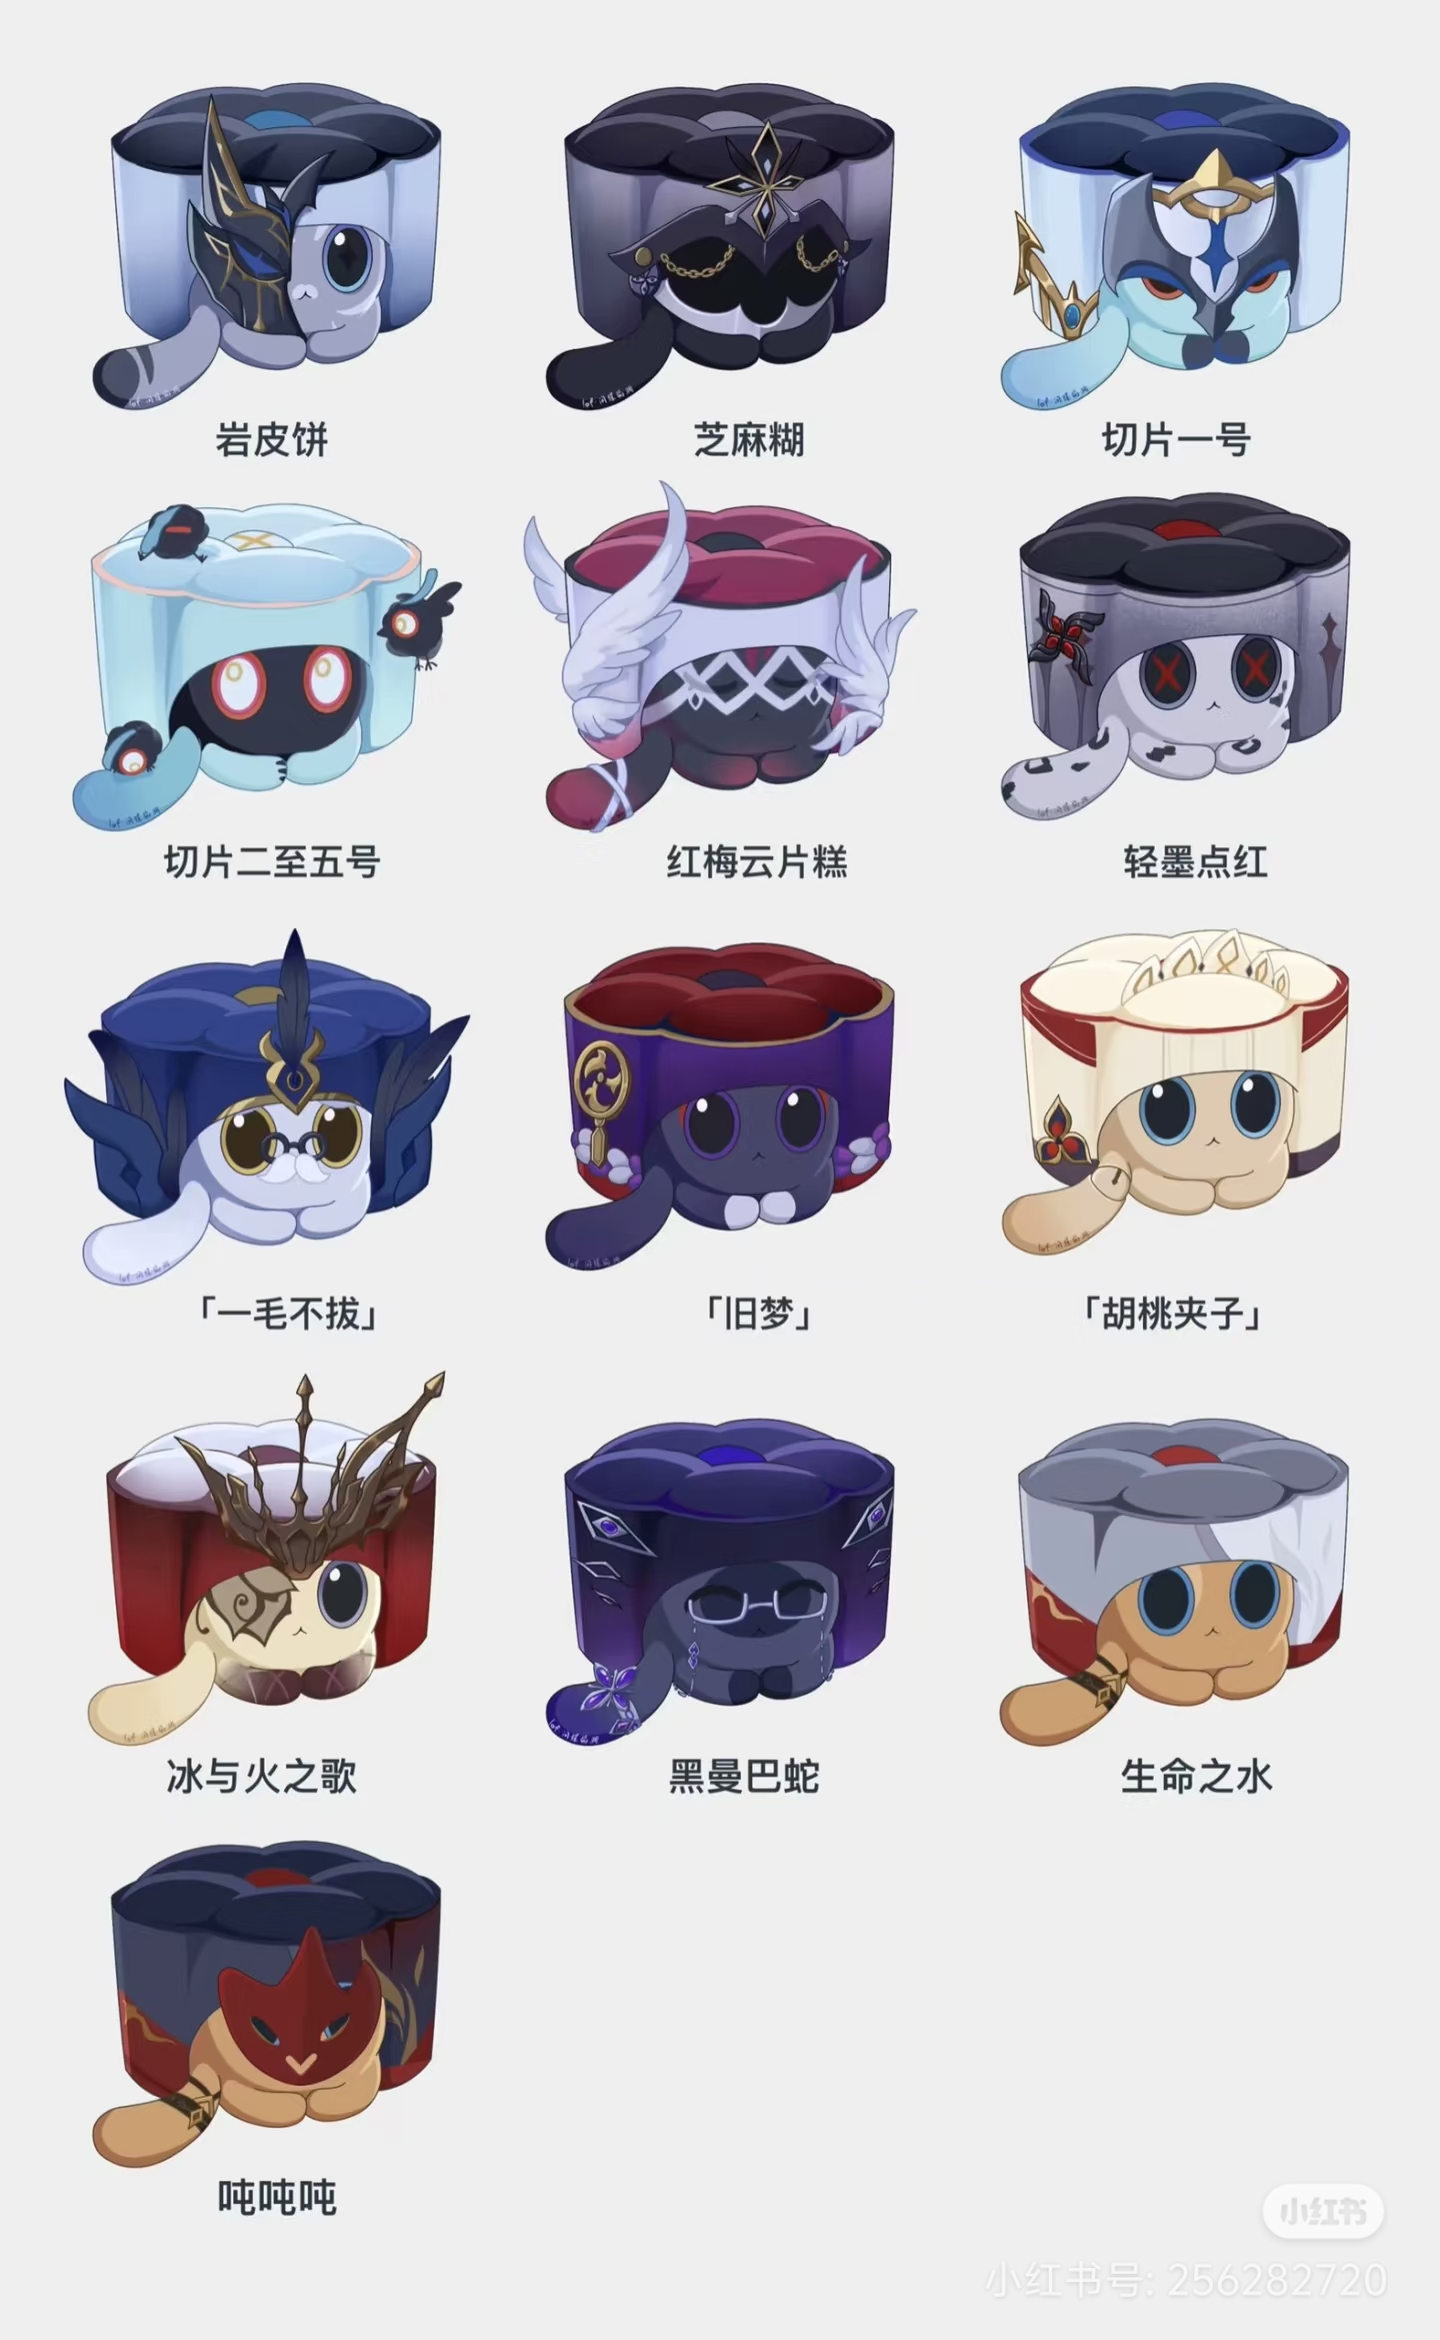 岩皮饼
芝麻糊
切片一号
切片二至五号
红梅云片糕
轻墨点红
「一毛不拔」
「旧梦」
「胡桃夹子」
冰与火之歌
黑曼巴蛇
生命之水
吨吨吨
小红书
小红书号: 256282720